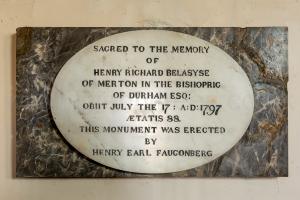 SACRED TO THE MEMORY
OF
HENRY RICHARD BELASYSE
OF MERTON IN THE BISHOPRIC
OF DURHAM ESQ:
OBIIT JULY THE 17: A:D:1797
ÆTATIS 88.
THIS MONUMENT WAS ERECTED
BY
HENRY EARL FAUCONBERG